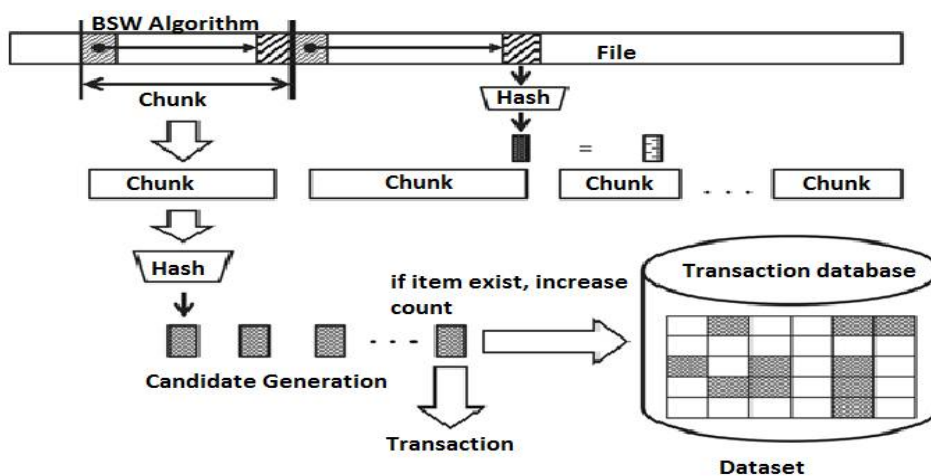 BSW Algorithm
File
Chunk
Hash
=
Chunk
Chunk
Chunk
. . .
Chunk
Hash
if item exist, increase
count
Transaction database
. . .
Candidate Generation
Transaction
Dataset